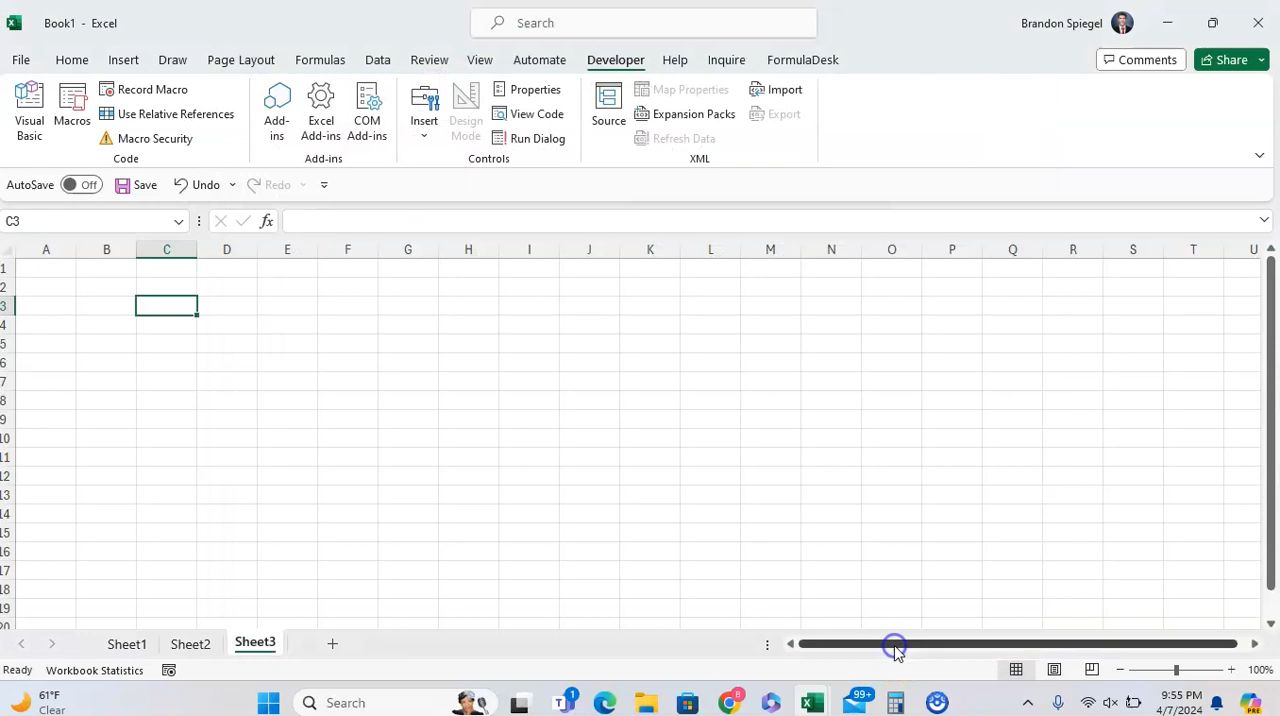 Book1 - Excel
Search
Brandon Spiegel
File Home Insert Draw Page Layout Formulas Data Review View Automate Developer Help Inquire FormulaDesk
Comments Share
Visual Basic
Macros
Record Macro
Use Relative References
Macro Security
Code
Add-ins
Excel Add-ins
COM Add-ins
Add-ins
Insert
Design Mode
Properties
View Code
Run Dialog
Controls
Source
Map Properties
Expansion Packs
Refresh Data
Import
Export
XML
AutoSave Off Save Undo Redo
C3 fx
A B C D E F G H I J K L M N O P Q R S T U
1
2
3
4
5
6
7
8
9
10
11
12
13
14
15
16
17
18
19
20
Sheet1 Sheet2 Sheet3
Ready Workbook Statistics 100%
61°F
Clear
Search
1
8
99+
PRE
9:55 PM
4/7/2024